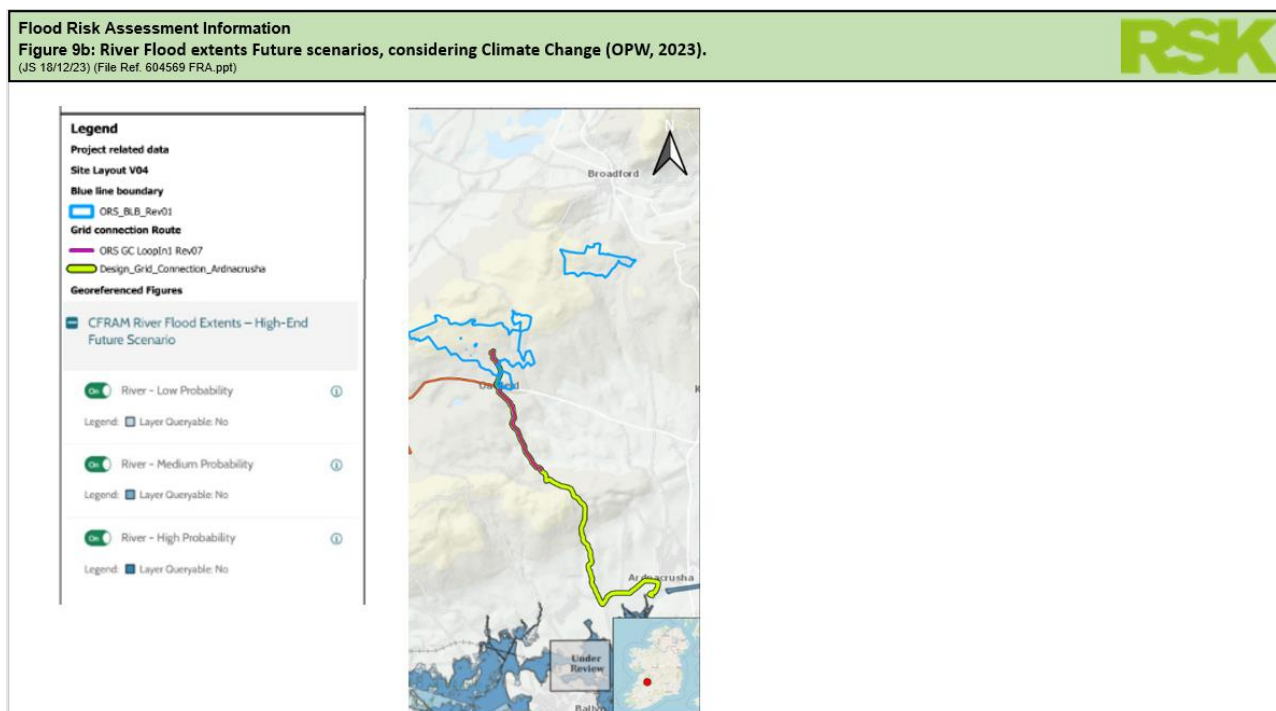 Flood Risk Assessment Information
Figure 9b: River Flood extents Future scenarios, considering Climate Change (OPW, 2023).
(JS 18/12/23) (File Ref. 604569 FRA.ppt)
RSK
Legend
Project related data
Site Layout V04
Blue line boundary
ORS_BLB_Rev01
Grid connection Route
ORS GC LoopIn1 Rev07
Design_Grid_Connection_Ardnacrusha
Georeferenced Figures
CFRAM River Flood Extents – High-End
Future Scenario
On River - Low Probability
Legend: Layer Queryable: No
On River - Medium Probability
Legend: Layer Queryable: No
On River - High Probability
Legend: Layer Queryable: No
N
Broadford
K
Ardnacrusha
Under
Review